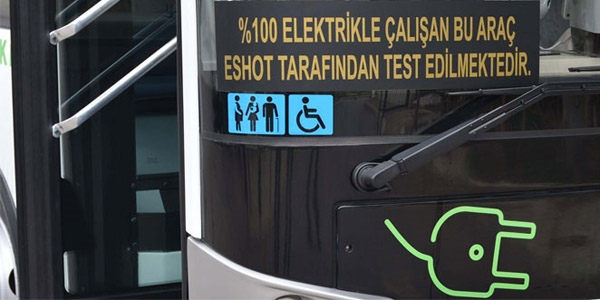 %100 ELEKTRİKLE ÇALIŞAN BU ARAÇ
ESHOT TARAFINDAN TEST EDİLMEKTEDİR.